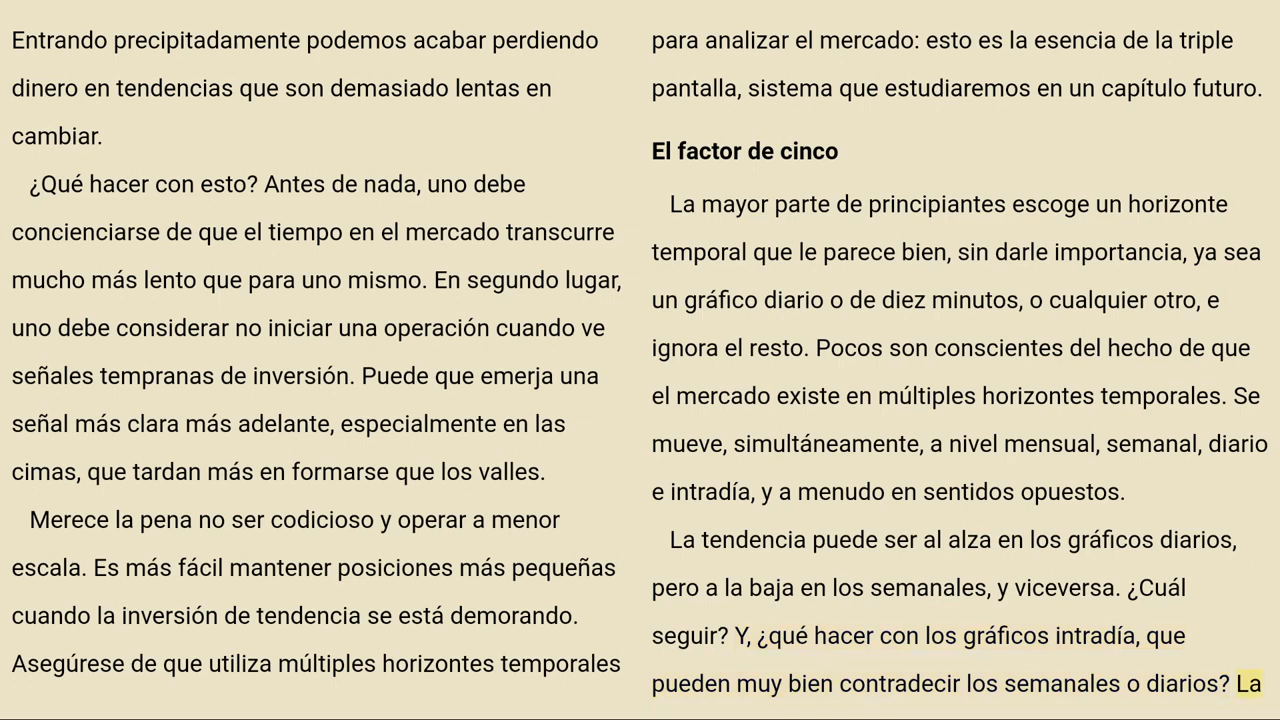 Entrando precipitadamente podemos acabar perdiendo
dinero en tendencias que son demasiado lentas en
cambiar.
¿Qué hacer con esto? Antes de nada, uno debe
concienciarse de que el tiempo en el mercado transcurre
mucho más lento que para uno mismo. En segundo lugar,
uno debe considerar no iniciar una operación cuando ve
señales tempranas de inversión. Puede que emerja una
señal más clara más adelante, especialmente en las
cimas, que tardan más en formarse que los valles.
Merece la pena no ser codicioso y operar a menor
escala. Es más fácil mantener posiciones más pequeñas
cuando la inversión de tendencia se está demorando.
Asegúrese de que utiliza múltiples horizontes temporales
para analizar el mercado: esto es la esencia de la triple
pantalla, sistema que estudiaremos en un capítulo futuro.
El factor de cinco
La mayor parte de principiantes escoge un horizonte
temporal que le parece bien, sin darle importancia, ya sea
un gráfico diario o de diez minutos, o cualquier otro, e
ignora el resto. Pocos son conscientes del hecho de que
el mercado existe en múltiples horizontes temporales. Se
mueve, simultáneamente, a nivel mensual, semanal, diario
e intradía, y a menudo en sentidos opuestos.
La tendencia puede ser al alza en los gráficos diarios,
pero a la baja en los semanales, y viceversa. ¿Cuál
seguir? Y, ¿qué hacer con los gráficos intradía, que
pueden muy bien contradecir los semanales o diarios? La